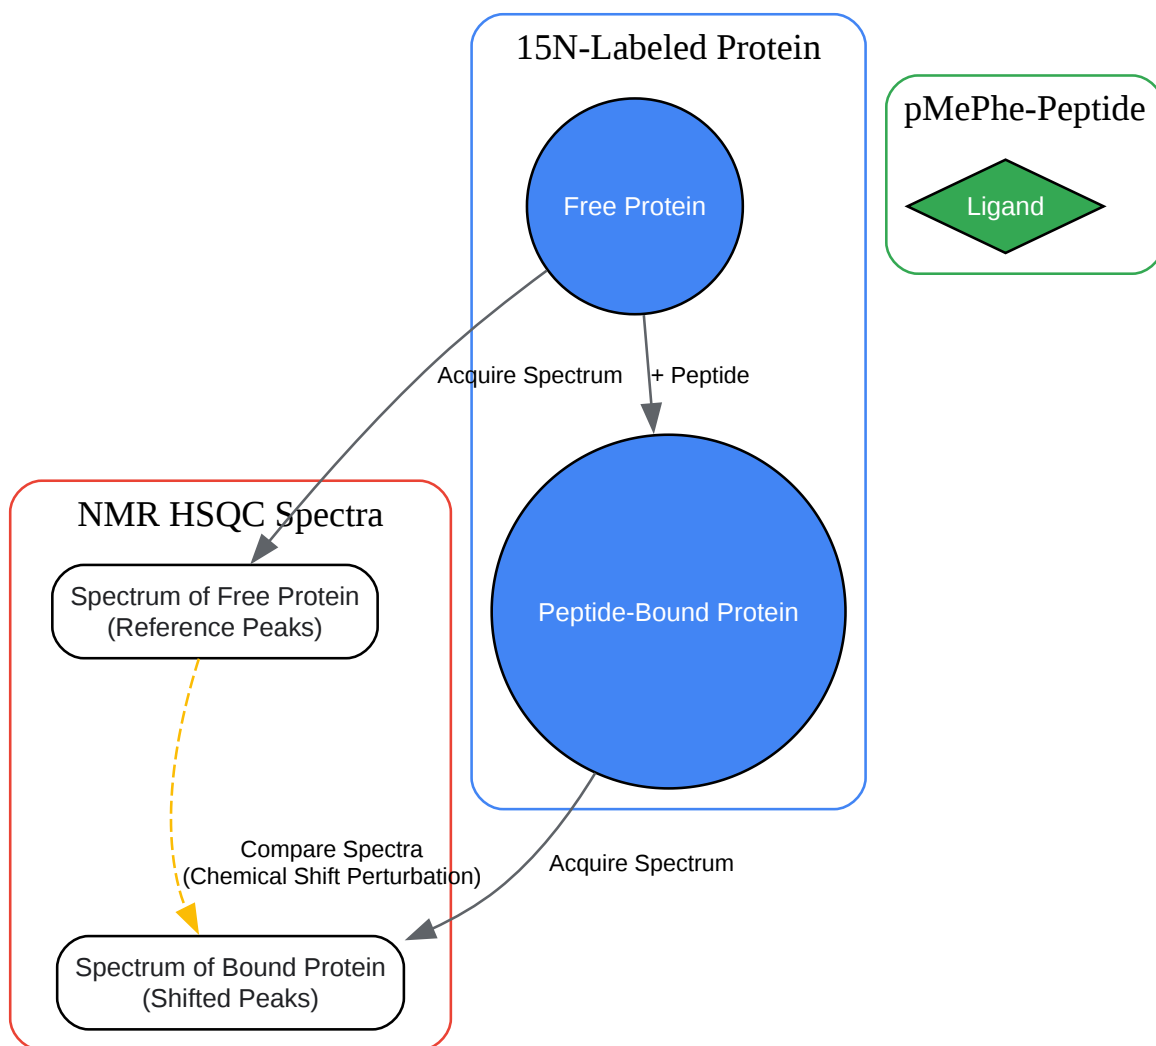 15N-Labeled Protein
pMePhe-Peptide
Free Protein
Ligand
Acquire Spectrum
+ Peptide
NMR HSQC Spectra
Spectrum of Free Protein
(Reference Peaks)
Peptide-Bound Protein
Compare Spectra
(Chemical Shift Perturbation)
Acquire Spectrum
Spectrum of Bound Protein
(Shifted Peaks)